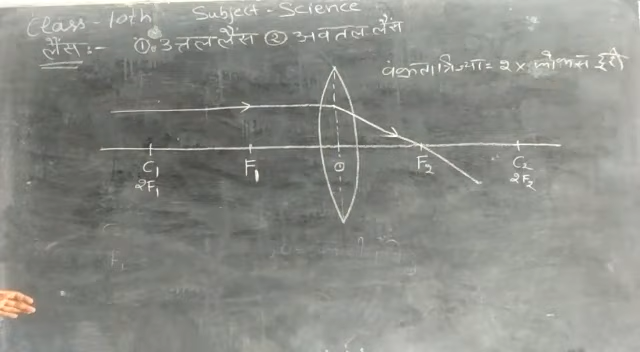 Class- 10th Subject - Science
लैंस :- ① उत्तल लैंस ② अवतल लैंस
वक्रता त्रिज्या = 2 x फोकस दूरी
C₁ F₁ O F₂ C₂
2F₁ 2F₂